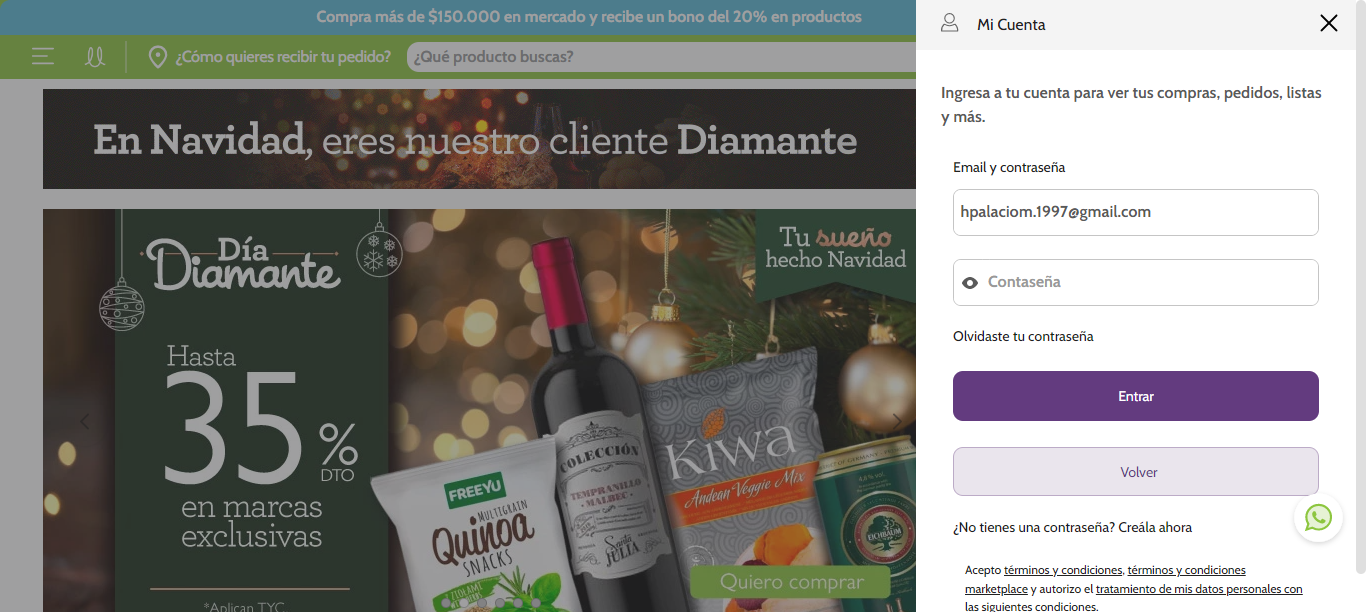 Compra más de $150.000 en mercado y recibe un bono del 20% en productos
¿Cómo quieres recibir tu pedido?
¿Qué producto buscas?
En Navidad, eres nuestro cliente Diamante
Día
Diamante
Hasta
35%
DTO
en marcas
exclusivas
*Aplican TYC
Tu sueño
hecho Navidad
FREEYU
MULTIGRAIN
Quinoa
SNACKS
COLECCIÓN
TEMPRANILLO
MALBEC
Santa
JULIA
Kiwa
Andean Veggie Mix
EICHBAUM
Quiero comprar
Mi Cuenta
Ingresa a tu cuenta para ver tus compras, pedidos, listas
y más.
Email y contraseña
hpalaciom.1997@gmail.com
Contaseña
Olvidaste tu contraseña
Entrar
Volver
¿No tienes una contraseña? Creála ahora
Acepto términos y condiciones, términos y condiciones
marketplace y autorizo el tratamiento de mis datos personales con
las siguientes condiciones.